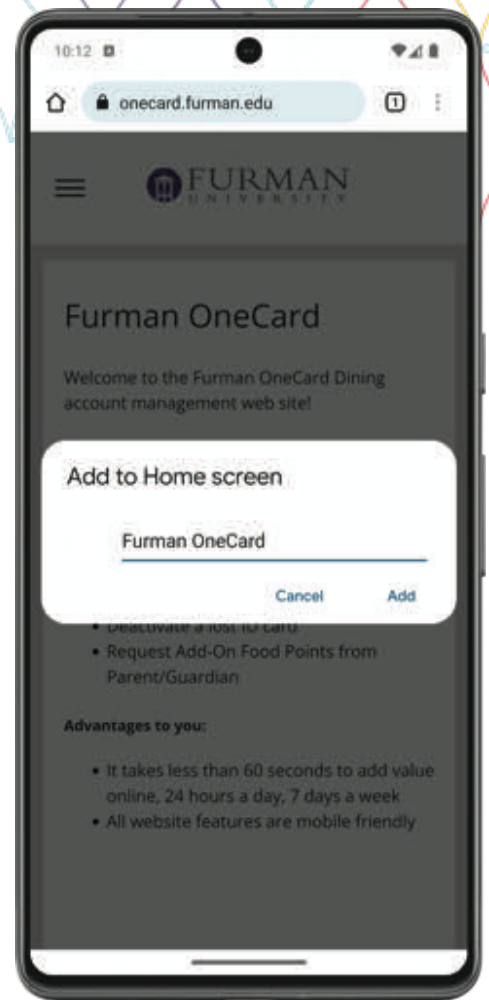 10:12
onecard.furman.edu
1
FURMAN
UNIVERSITY
Furman OneCard
Welcome to the Furman OneCard Dining
account management web site!
Add to Home screen
Furman OneCard
Cancel Add
• Deactivate a lost ID card
• Request Add-On Food Points from
Parent/Guardian
Advantages to you:
• It takes less than 60 seconds to add value
online, 24 hours a day, 7 days a week
• All website features are mobile friendly